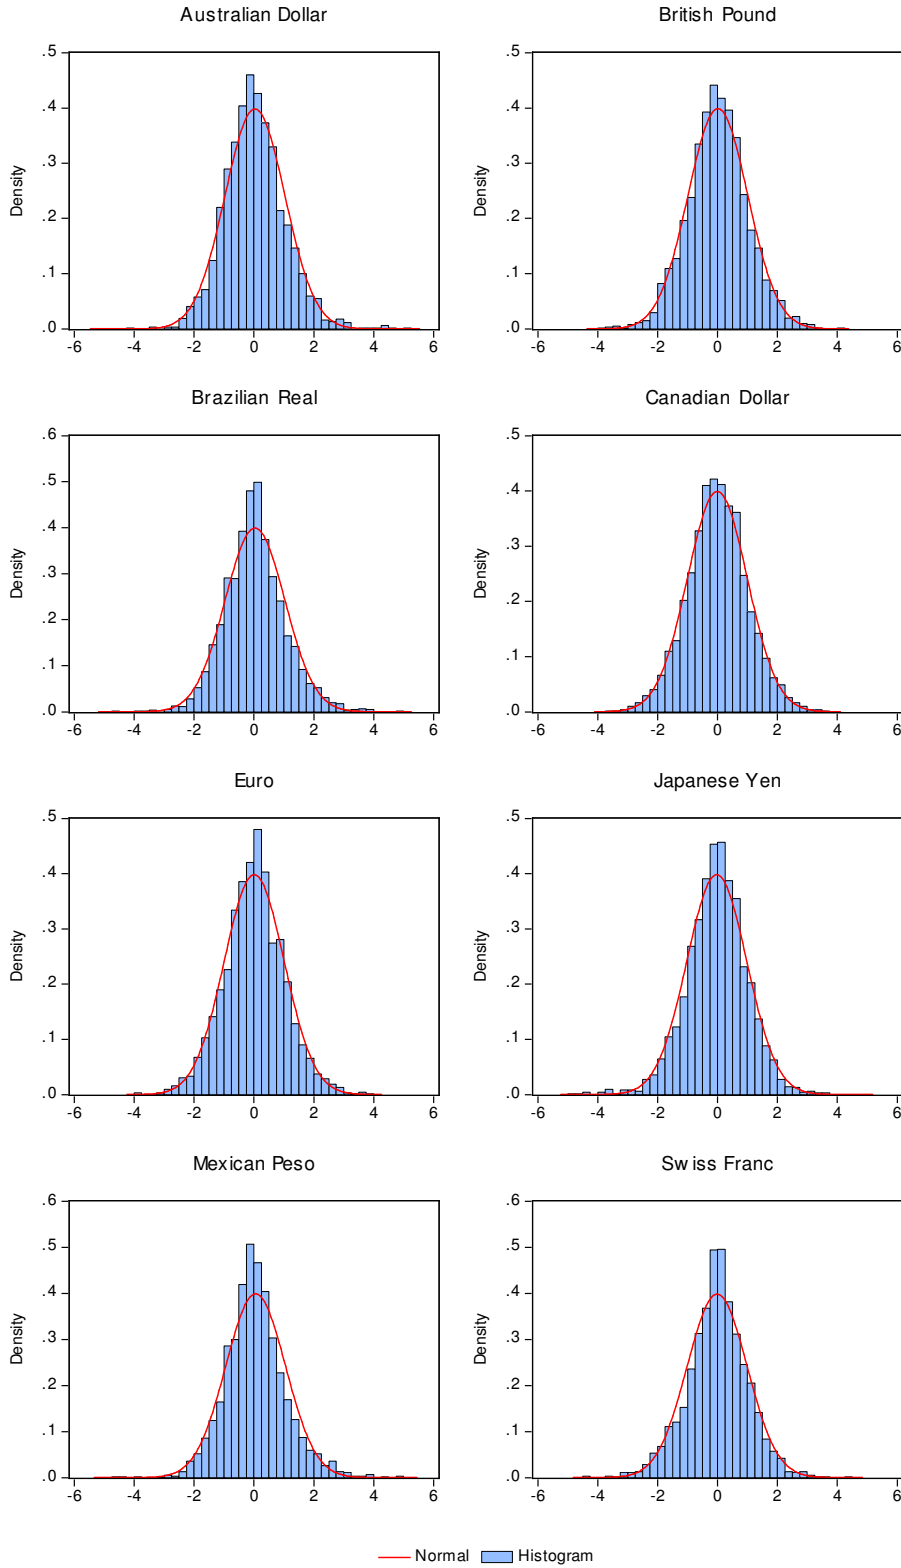 Australian Dollar
.5
.4
.3
.2
.1
.0
Density
-6 -4 -2 0 2 4 6
British Pound
.5
.4
.3
.2
.1
.0
Density
-6 -4 -2 0 2 4 6
Brazilian Real
.6
.5
.4
.3
.2
.1
.0
Density
-6 -4 -2 0 2 4 6
Canadian Dollar
.5
.4
.3
.2
.1
.0
Density
-6 -4 -2 0 2 4 6
Euro
.5
.4
.3
.2
.1
.0
Density
-6 -4 -2 0 2 4 6
Japanese Yen
.5
.4
.3
.2
.1
.0
Density
-6 -4 -2 0 2 4 6
Mexican Peso
.6
.5
.4
.3
.2
.1
.0
Density
-6 -4 -2 0 2 4 6
Swiss Franc
.6
.5
.4
.3
.2
.1
.0
Density
-6 -4 -2 0 2 4 6
Normal Histogram